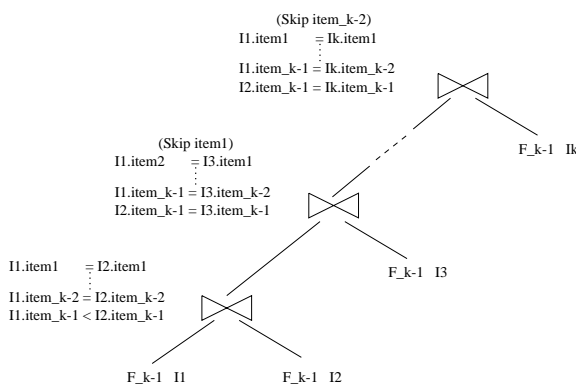 (Skip item_k-2)
I1.item1 = Ik.item1
I1.item_k-1 = Ik.item_k-2
I2.item_k-1 = Ik.item_k-1
F_k-1 Ik
(Skip item1)
I1.item2 = I3.item1
I1.item_k-1 = I3.item_k-2
I2.item_k-1 = I3.item_k-1
F_k-1 I3
I1.item1 = I2.item1
I1.item_k-2 = I2.item_k-2
I1.item_k-1 < I2.item_k-1
F_k-1 I1
F_k-1 I2